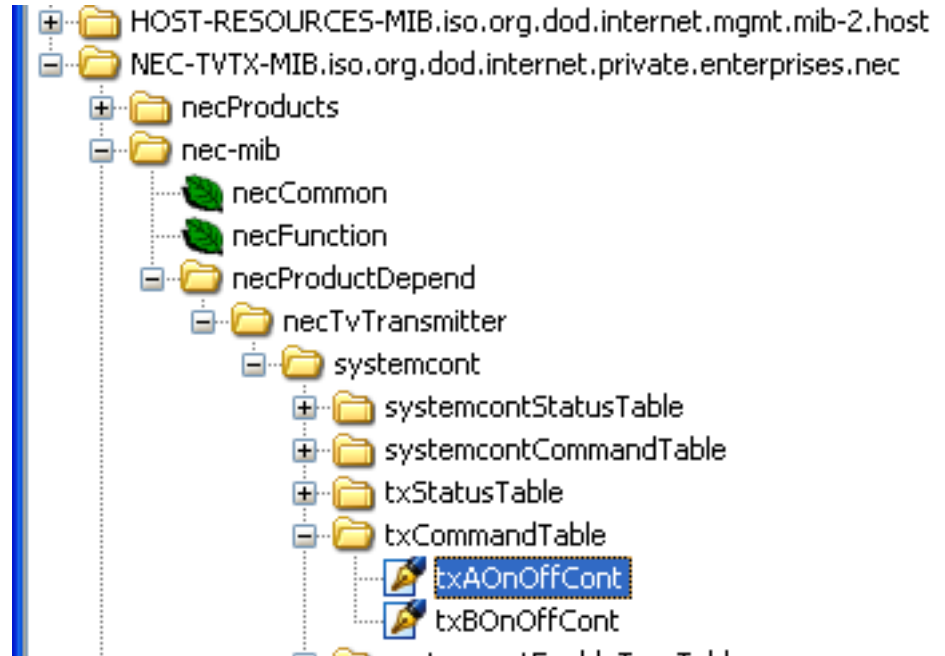 HOST-RESOURCES-MIB.iso.org.dod.internet.mgmt.mib-2.host
NEC-TVTX-MIB.iso.org.dod.internet.private.enterprises.nec
necProducts
nec-mib
necCommon
necFunction
necProductDepend
necTvTransmitter
systemcont
systemcontStatusTable
systemcontCommandTable
txStatusTable
txCommandTable
txAOnOffCont
txBOnOffCont